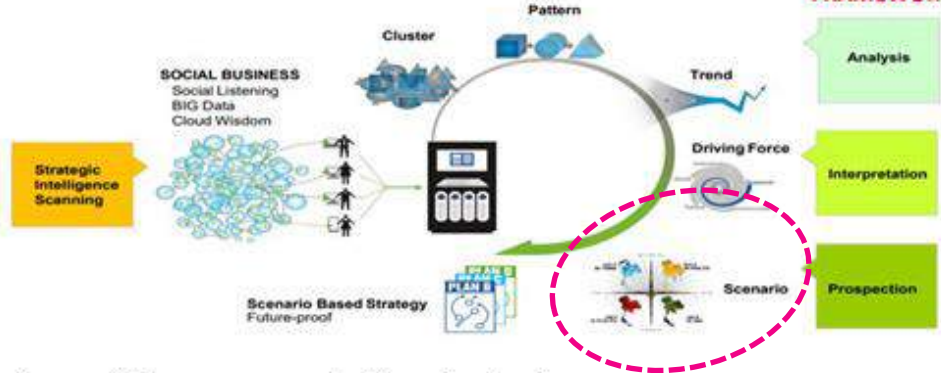 Pattern
Cluster
Analysis
SOCIAL BUSINESS
Social Listening
BIG Data
Cloud Wisdom
Trend
Strategic
Intelligence
Scanning
Driving Force
Interpretation
Scenario
Prospection
Scenario Based Strategy
Future-proof
PLAN B